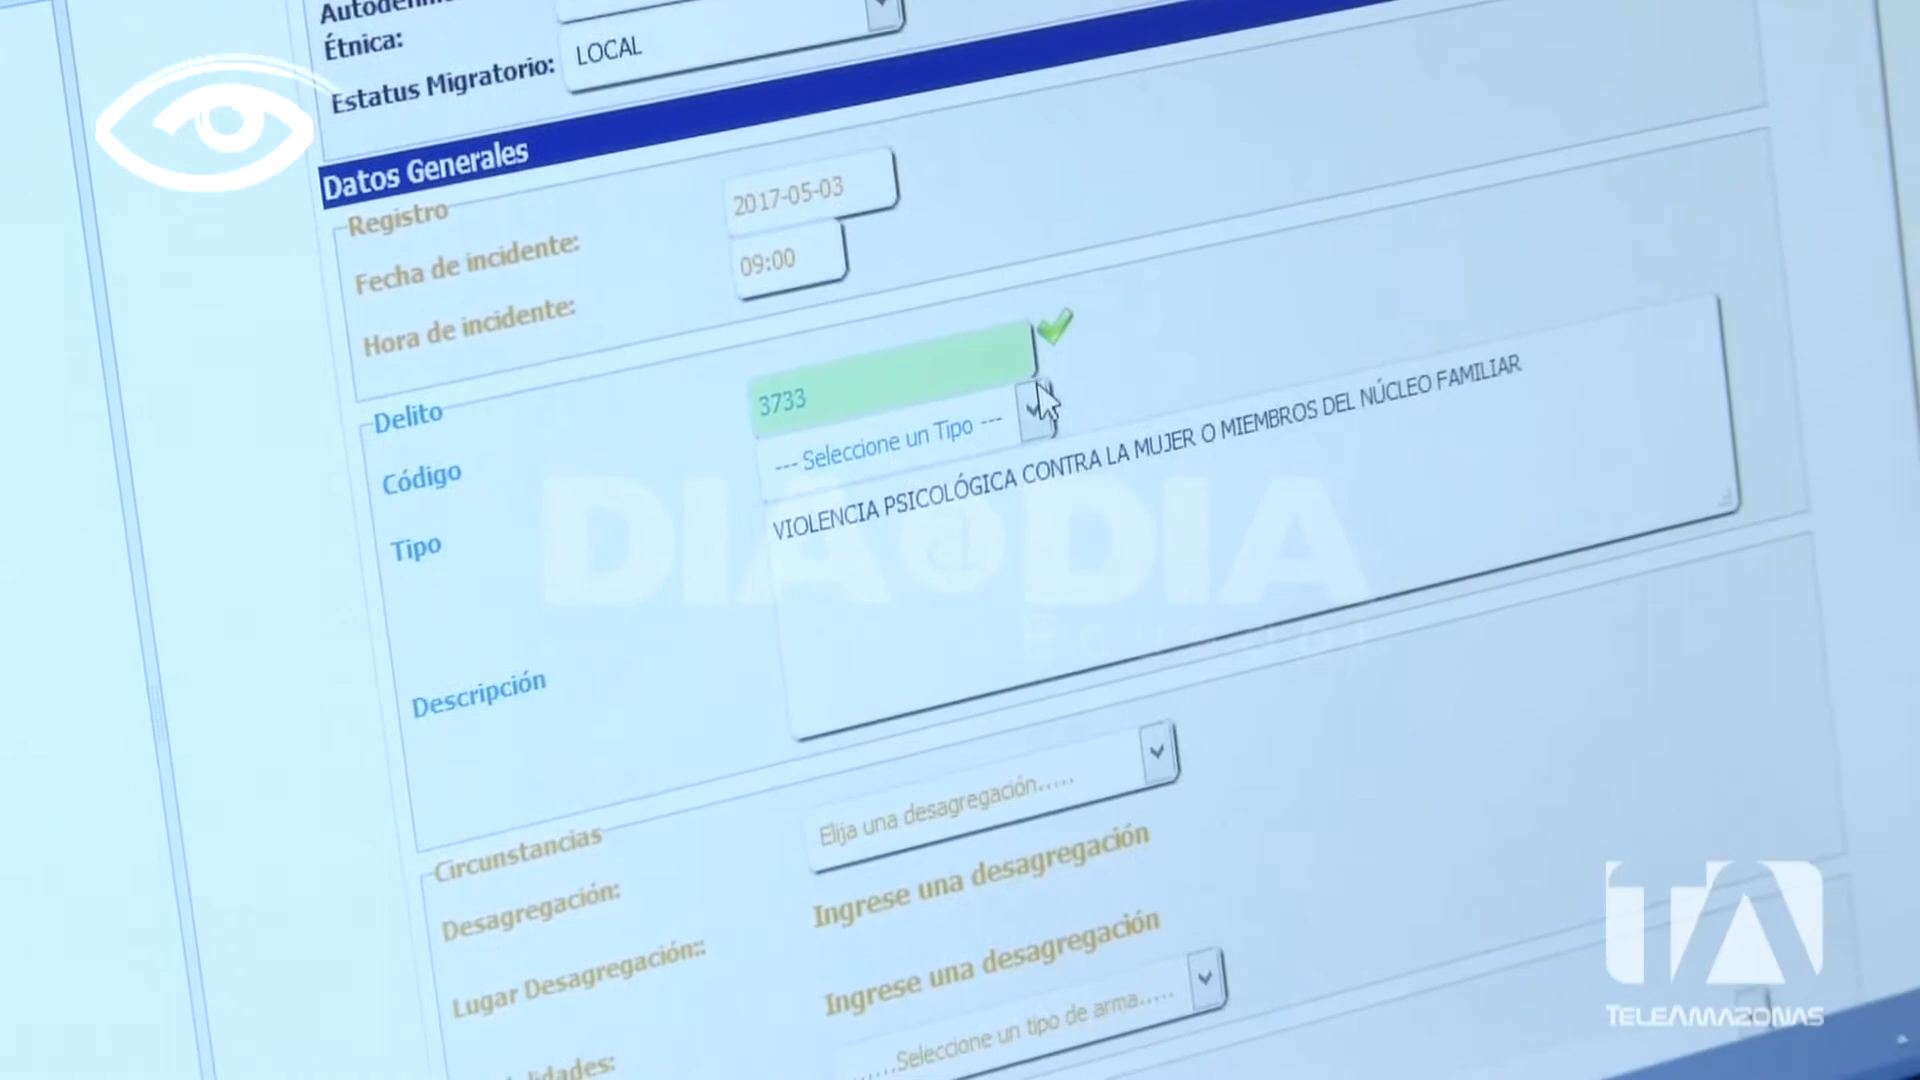 Étnica:
Estatus Migratorio: LOCAL
Datos Generales
Registro
Fecha de incidente: 2017-05-03
Hora de incidente: 09:00
Delito
Código 3733
Tipo --- Seleccione un Tipo ---
Descripción VIOLENCIA PSICOLÓGICA CONTRA LA MUJER O MIEMBROS DEL NÚCLEO FAMILIAR
DIA a DIA
Circunstancias
Desagregación: Elija una desagregación.....
Ingrese una desagregación
Lugar Desagregación::
Ingrese una desagregación
......Seleccione un tipo de arma.....
TELEAMAZONAS